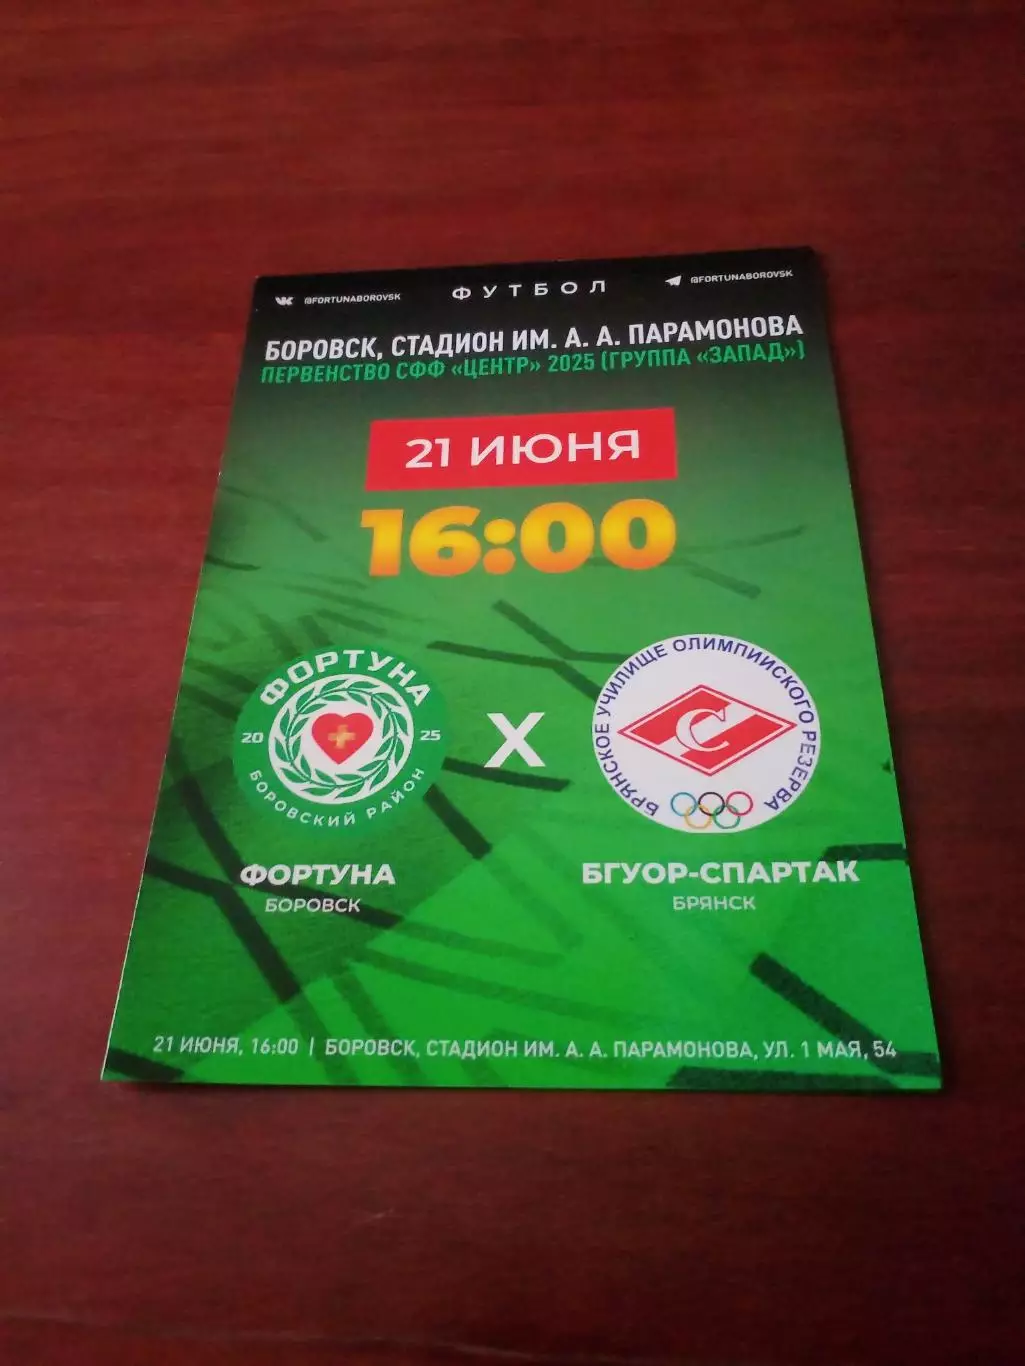 @FORTUNABOROVSK
ФУТБОЛ
@FORTUNABOROVSK
БОРОВСК, СТАДИОН ИМ. А. А. ПАРАМОНОВА
ПЕРВЕНСТВО СФФ «ЦЕНТР» 2025 (ГРУППА «ЗАПАД»)
21 ИЮНЯ
16:00
ФОРТУНА
20 25
БОРОВСКИЙ РАЙОН
X
БРЯНСКОЕ УЧИЛИЩЕ ОЛИМПИЙСКОГО РЕЗЕРВА
С
ФОРТУНА
БОРОВСК
БГУОР-СПАРТАК
БРЯНСК
21 ИЮНЯ, 16:00 | БОРОВСК, СТАДИОН ИМ. А. А. ПАРАМОНОВА, УЛ. 1 МАЯ, 54